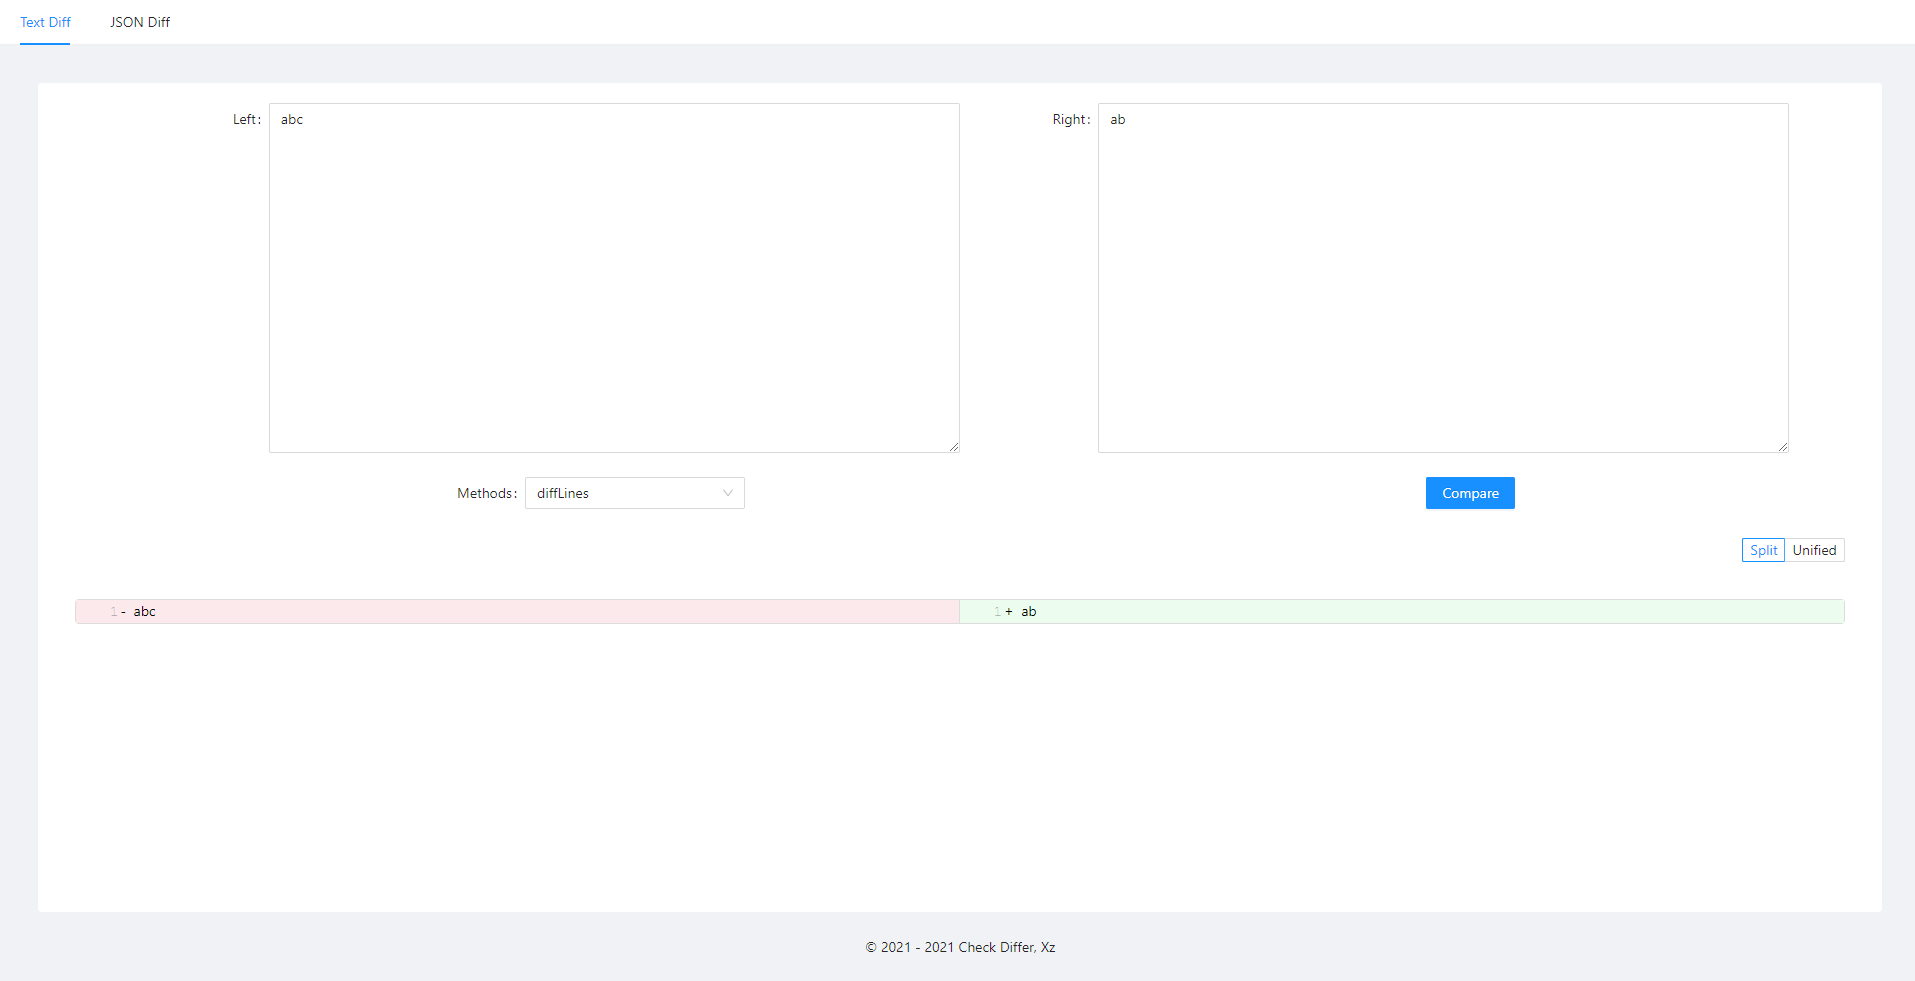 Text Diff JSON Diff
Left: abc Right: ab
Methods: diffLines Compare
Split Unified
1 - abc 1 + ab
© 2021 - 2021 Check Differ, Xz